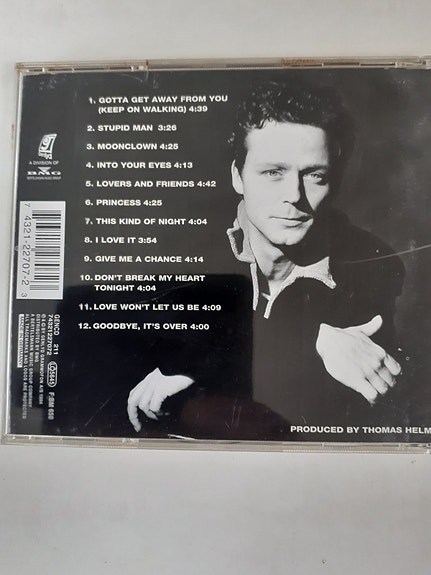 1. GOTTA GET AWAY FROM YOU
(KEEP ON WALKING) 4:39
2. STUPID MAN 3:26
3. MOONCLOWN 4:25
4. INTO YOUR EYES 4:13
5. LOVERS AND FRIENDS 4:42
6. PRINCESS 4:25
7. THIS KIND OF NIGHT 4:04
8. I LOVE IT 3:54
9. GIVE ME A CHANCE 4:14
10. DON'T BREAK MY HEART
TONIGHT 4:04
11. LOVE WON'T LET US BE 4:09
12. GOODBYE, IT'S OVER 4:00
A DIVISION OF
BMG
7 74321-22707-2 3
GENCD 211
74321227072
PRODUCED BY THOMAS HELM